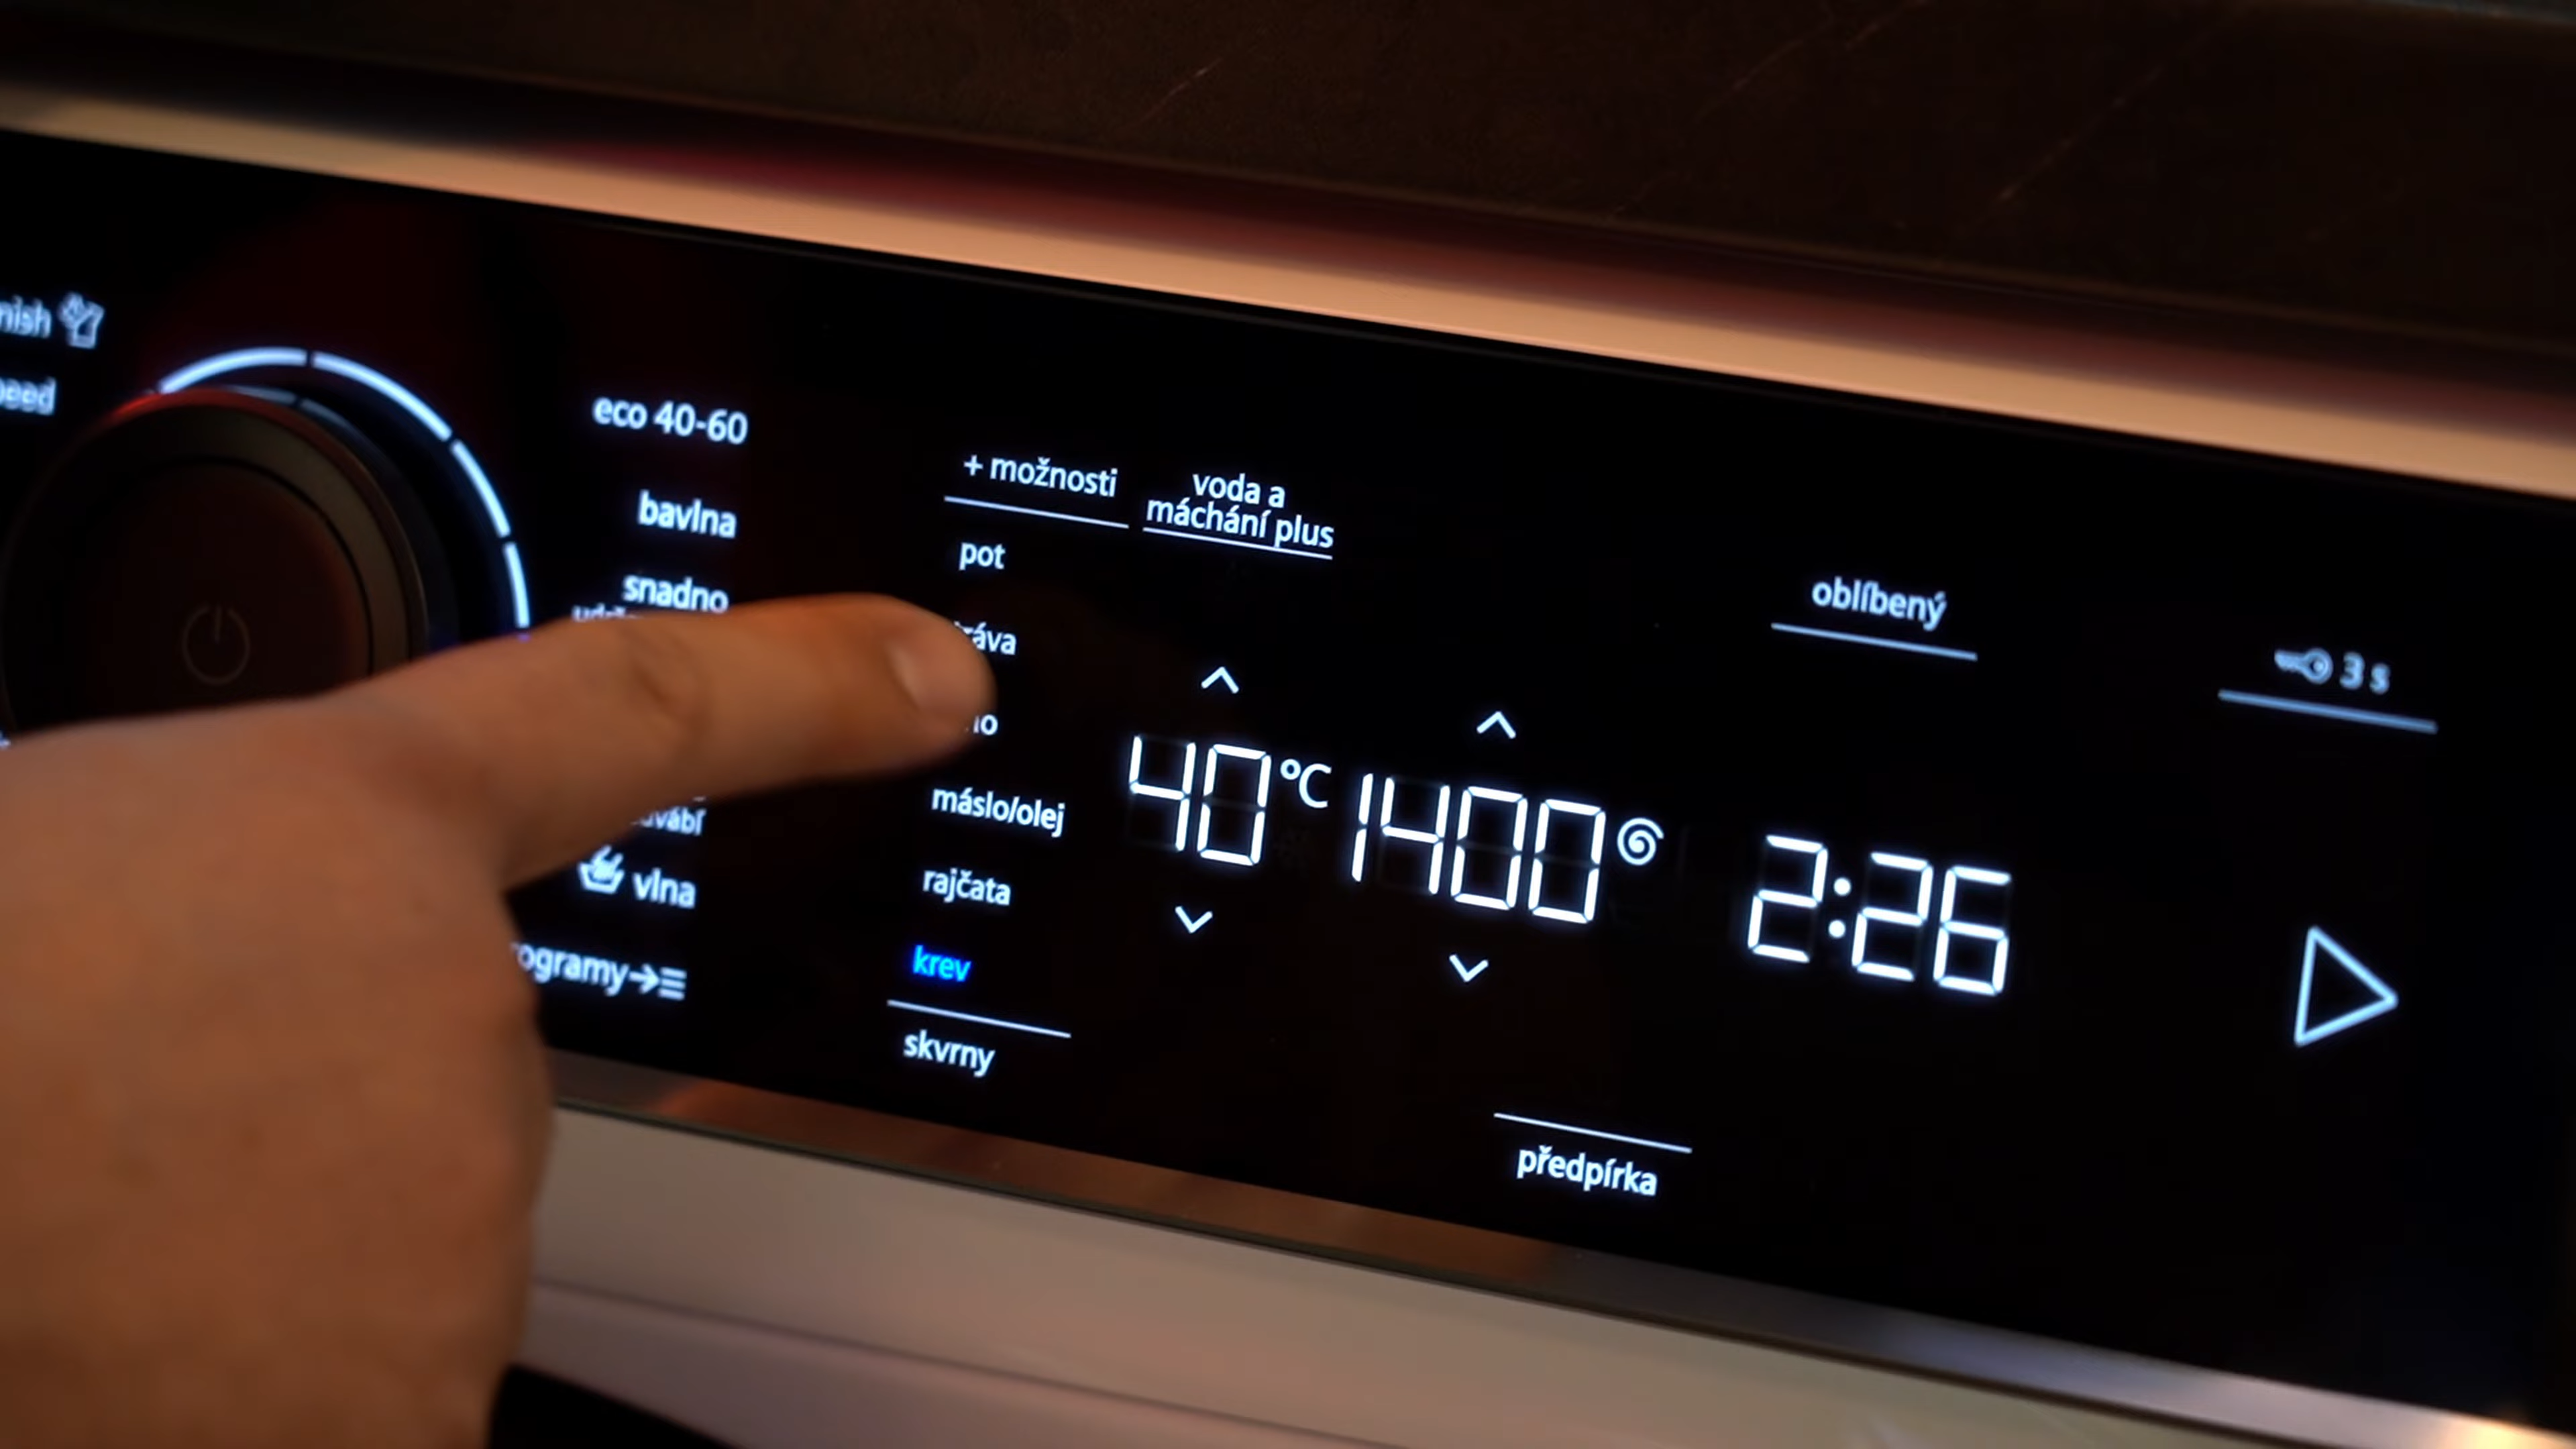 eco 40-60
bavlna
snadno
vlna
+ možnosti
voda a
máchání plus
pot
máslo/olej
rajčata
krev
skvrny
40 °C
1400
2:26
oblíbený
3 s
předpírka